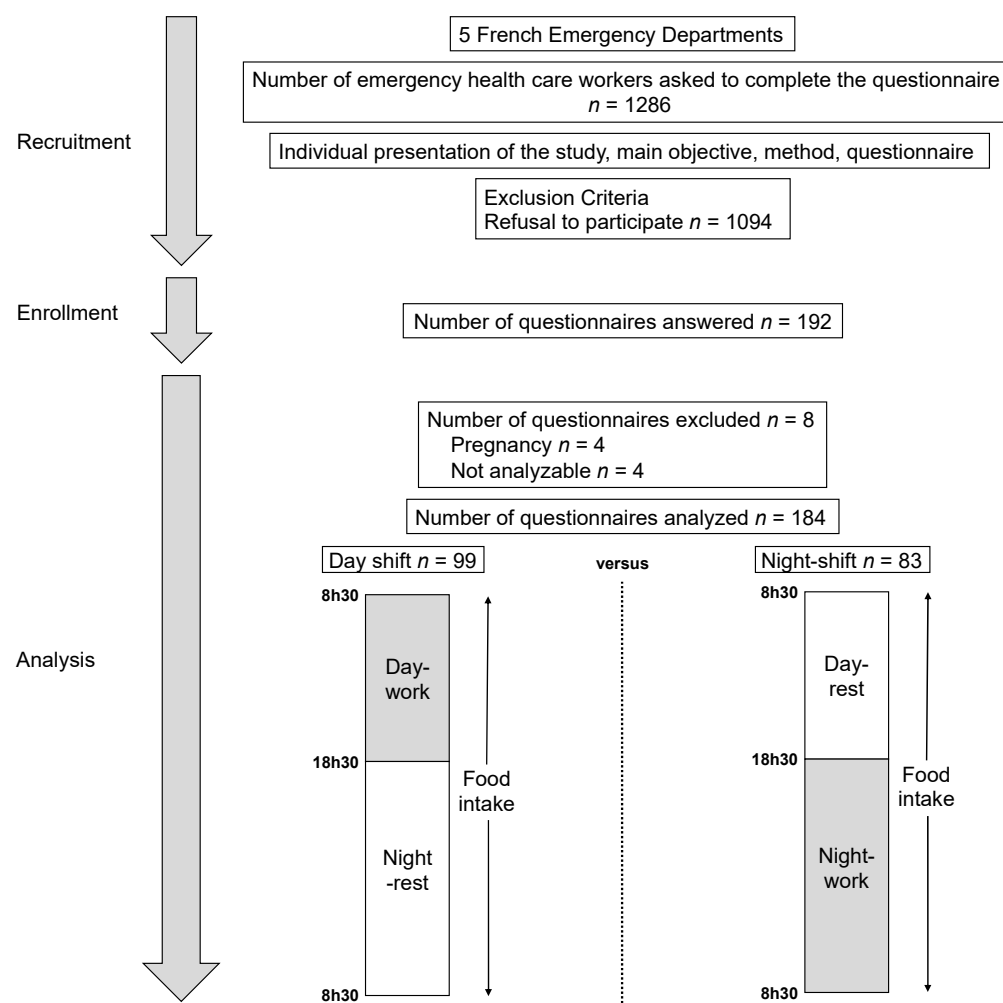 5 French Emergency Departments
Number of emergency health care workers asked to complete the questionnaire
n = 1286
Recruitment
Individual presentation of the study, main objective, method, questionnaire
Exclusion Criteria
Refusal to participate n = 1094
Enrollment
Number of questionnaires answered n = 192
Number of questionnaires excluded n = 8
Pregnancy n = 4
Not analyzable n = 4
Number of questionnaires analyzed n = 184
Day shift n = 99
versus
Night-shift n = 83
Analysis
8h30
Day-
work
18h30
Food
intake
Night
-rest
8h30
8h30
Day-
rest
18h30
Food
intake
Night-
work
8h30